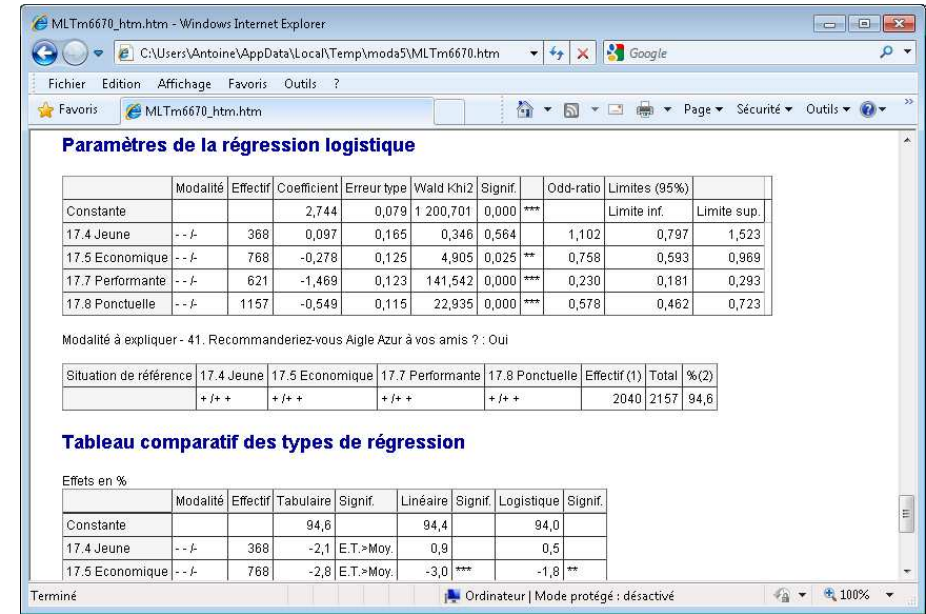 MLTm6670_htm.htm - Windows Internet Explorer
C:\Users\Antoine\AppData\Local\Temp\moda5\MLTm6670.htm Google
Fichier Edition Affichage Favoris Outils ?
Favoris MLTm6670_htm.htm Page Sécurité Outils
Paramètres de la régression logistique
Modalité Effectif Coefficient Erreur type Wald Khi2 Signif. Odd-ratio Limites (95%)
Constante 2,744 0,079 1 200,701 0,000 *** Limite inf. Limite sup.
17.4 Jeune - - /- 368 0,097 0,165 0,346 0,564 1,102 0,797 1,523
17.5 Economique - - /- 768 -0,278 0,125 4,905 0,025 ** 0,758 0,593 0,969
17.7 Performante - - /- 621 -1,469 0,123 141,542 0,000 *** 0,230 0,181 0,293
17.8 Ponctuelle - - /- 1157 -0,549 0,115 22,935 0,000 *** 0,578 0,462 0,723
Modalité à expliquer - 41. Recommanderiez-vous Aigle Azur à vos amis ? : Oui
Situation de référence 17.4 Jeune 17.5 Economique 17.7 Performante 17.8 Ponctuelle Effectif (1) Total %(2)
+ /+ + + /+ + + /+ + + /+ + 2040 2157 94,6
Tableau comparatif des types de régression
Effets en %
Modalité Effectif Tabulaire Signif. Linéaire Signif. Logistique Signif.
Constante 94,6 94,4 94,0
17.4 Jeune - - /- 368 -2,1 E.T.>Moy. 0,9 0,5
17.5 Economique - - /- 768 -2,8 E.T.>Moy. -3,0 *** -1,8 **
Terminé Ordinateur | Mode protégé : désactivé 100%